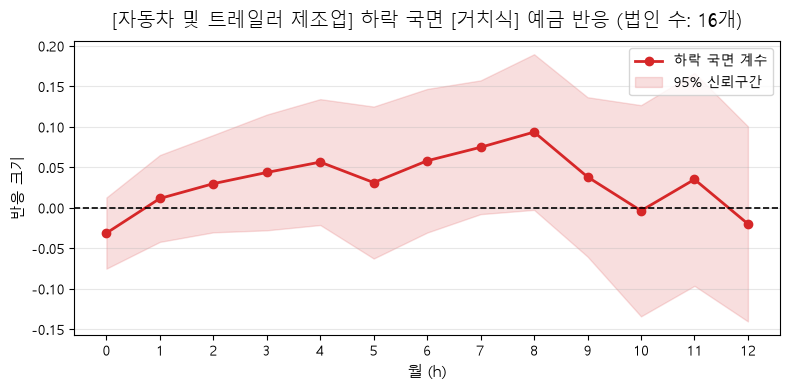 [자동차 및 트레일러 제조업] 하락 국면 [거치식] 예금 반응 (법인 수: 16개)
하락 국면 계수
95% 신뢰구간
반응 크기
0.20
0.15
0.10
0.05
0.00
-0.05
-0.10
-0.15
0 1 2 3 4 5 6 7 8 9 10 11 12
월 (h)